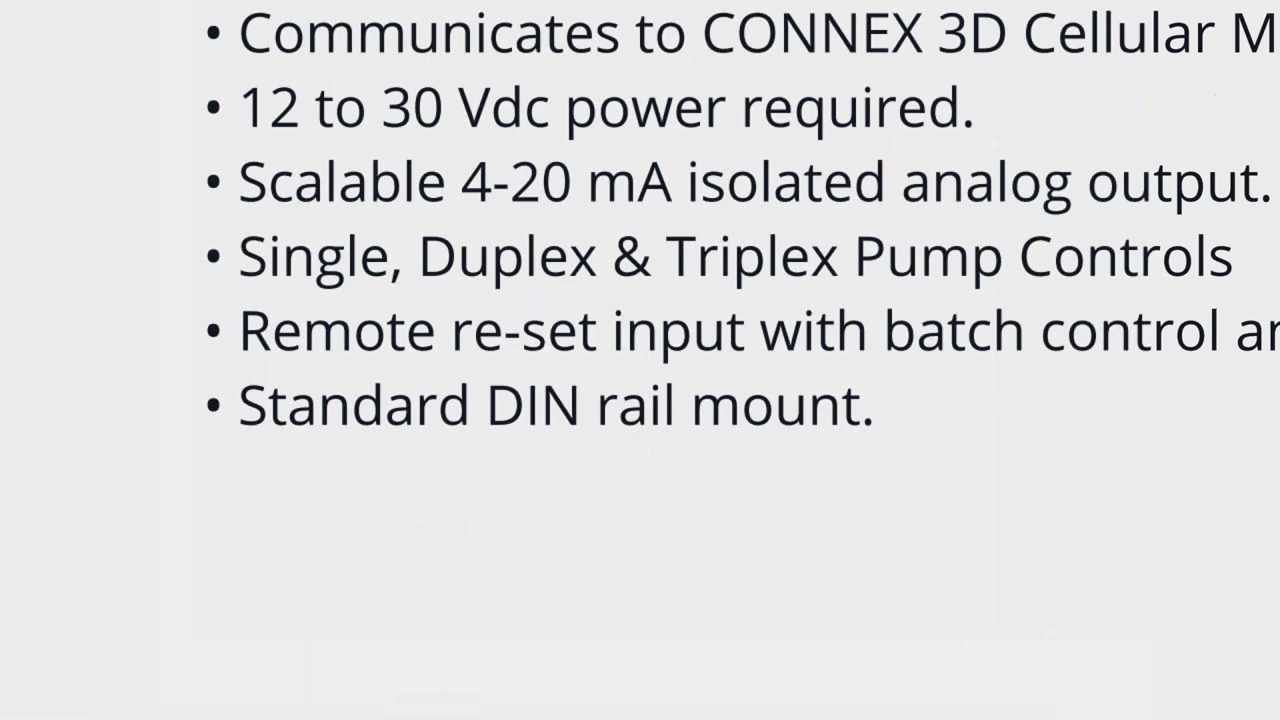 • Communicates to CONNEX 3D Cellular
• 12 to 30 Vdc power required.
• Scalable 4-20 mA isolated analog output.
• Single, Duplex & Triplex Pump Controls
• Remote re-set input with batch control
• Standard DIN rail mount.